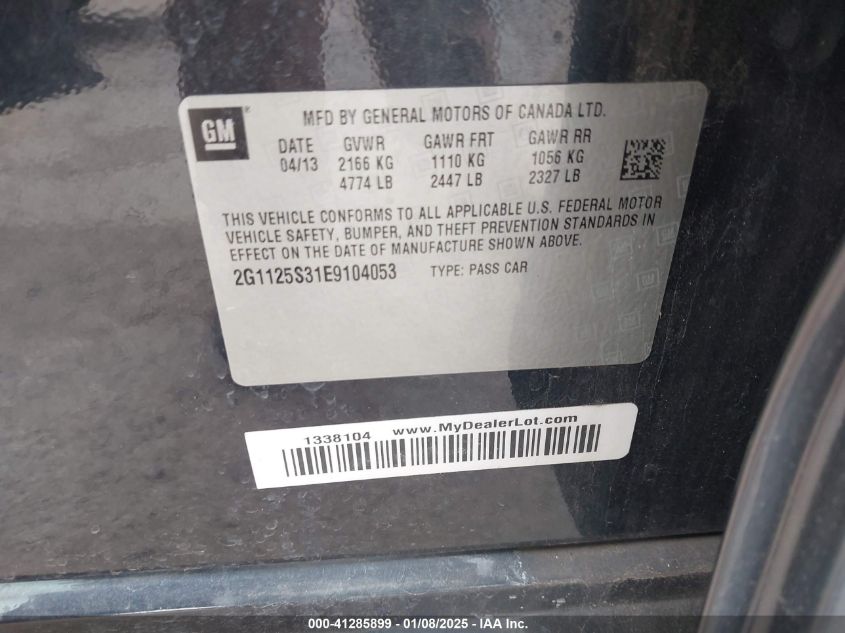 GM
MFD BY GENERAL MOTORS OF CANADA LTD.
DATE GVWR GAWR FRT GAWR RR
04/13 2166 KG 1110 KG 1056 KG
4774 LB 2447 LB 2327 LB
THIS VEHICLE CONFORMS TO ALL APPLICABLE U.S. FEDERAL MOTOR
VEHICLE SAFETY, BUMPER, AND THEFT PREVENTION STANDARDS IN
EFFECT ON THE DATE OF MANUFACTURE SHOWN ABOVE.
2G1125S31E9104053 TYPE: PASS CAR
1338104 www.MyDealerLot.com
000-41285899 - 01/08/2025 - © IAA Inc.